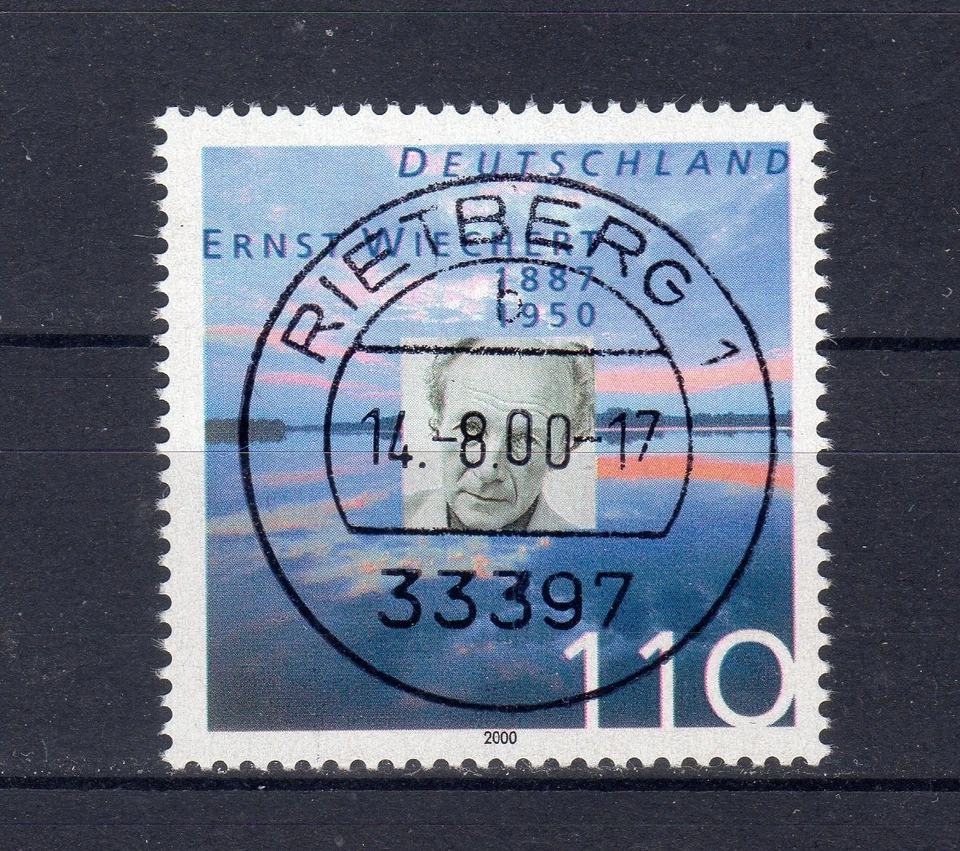 DEUTSCHLAND
ERNST WIECHERT
1887
1950
RIETBERG 1
b
14.-8.00-17
33397
110
2000